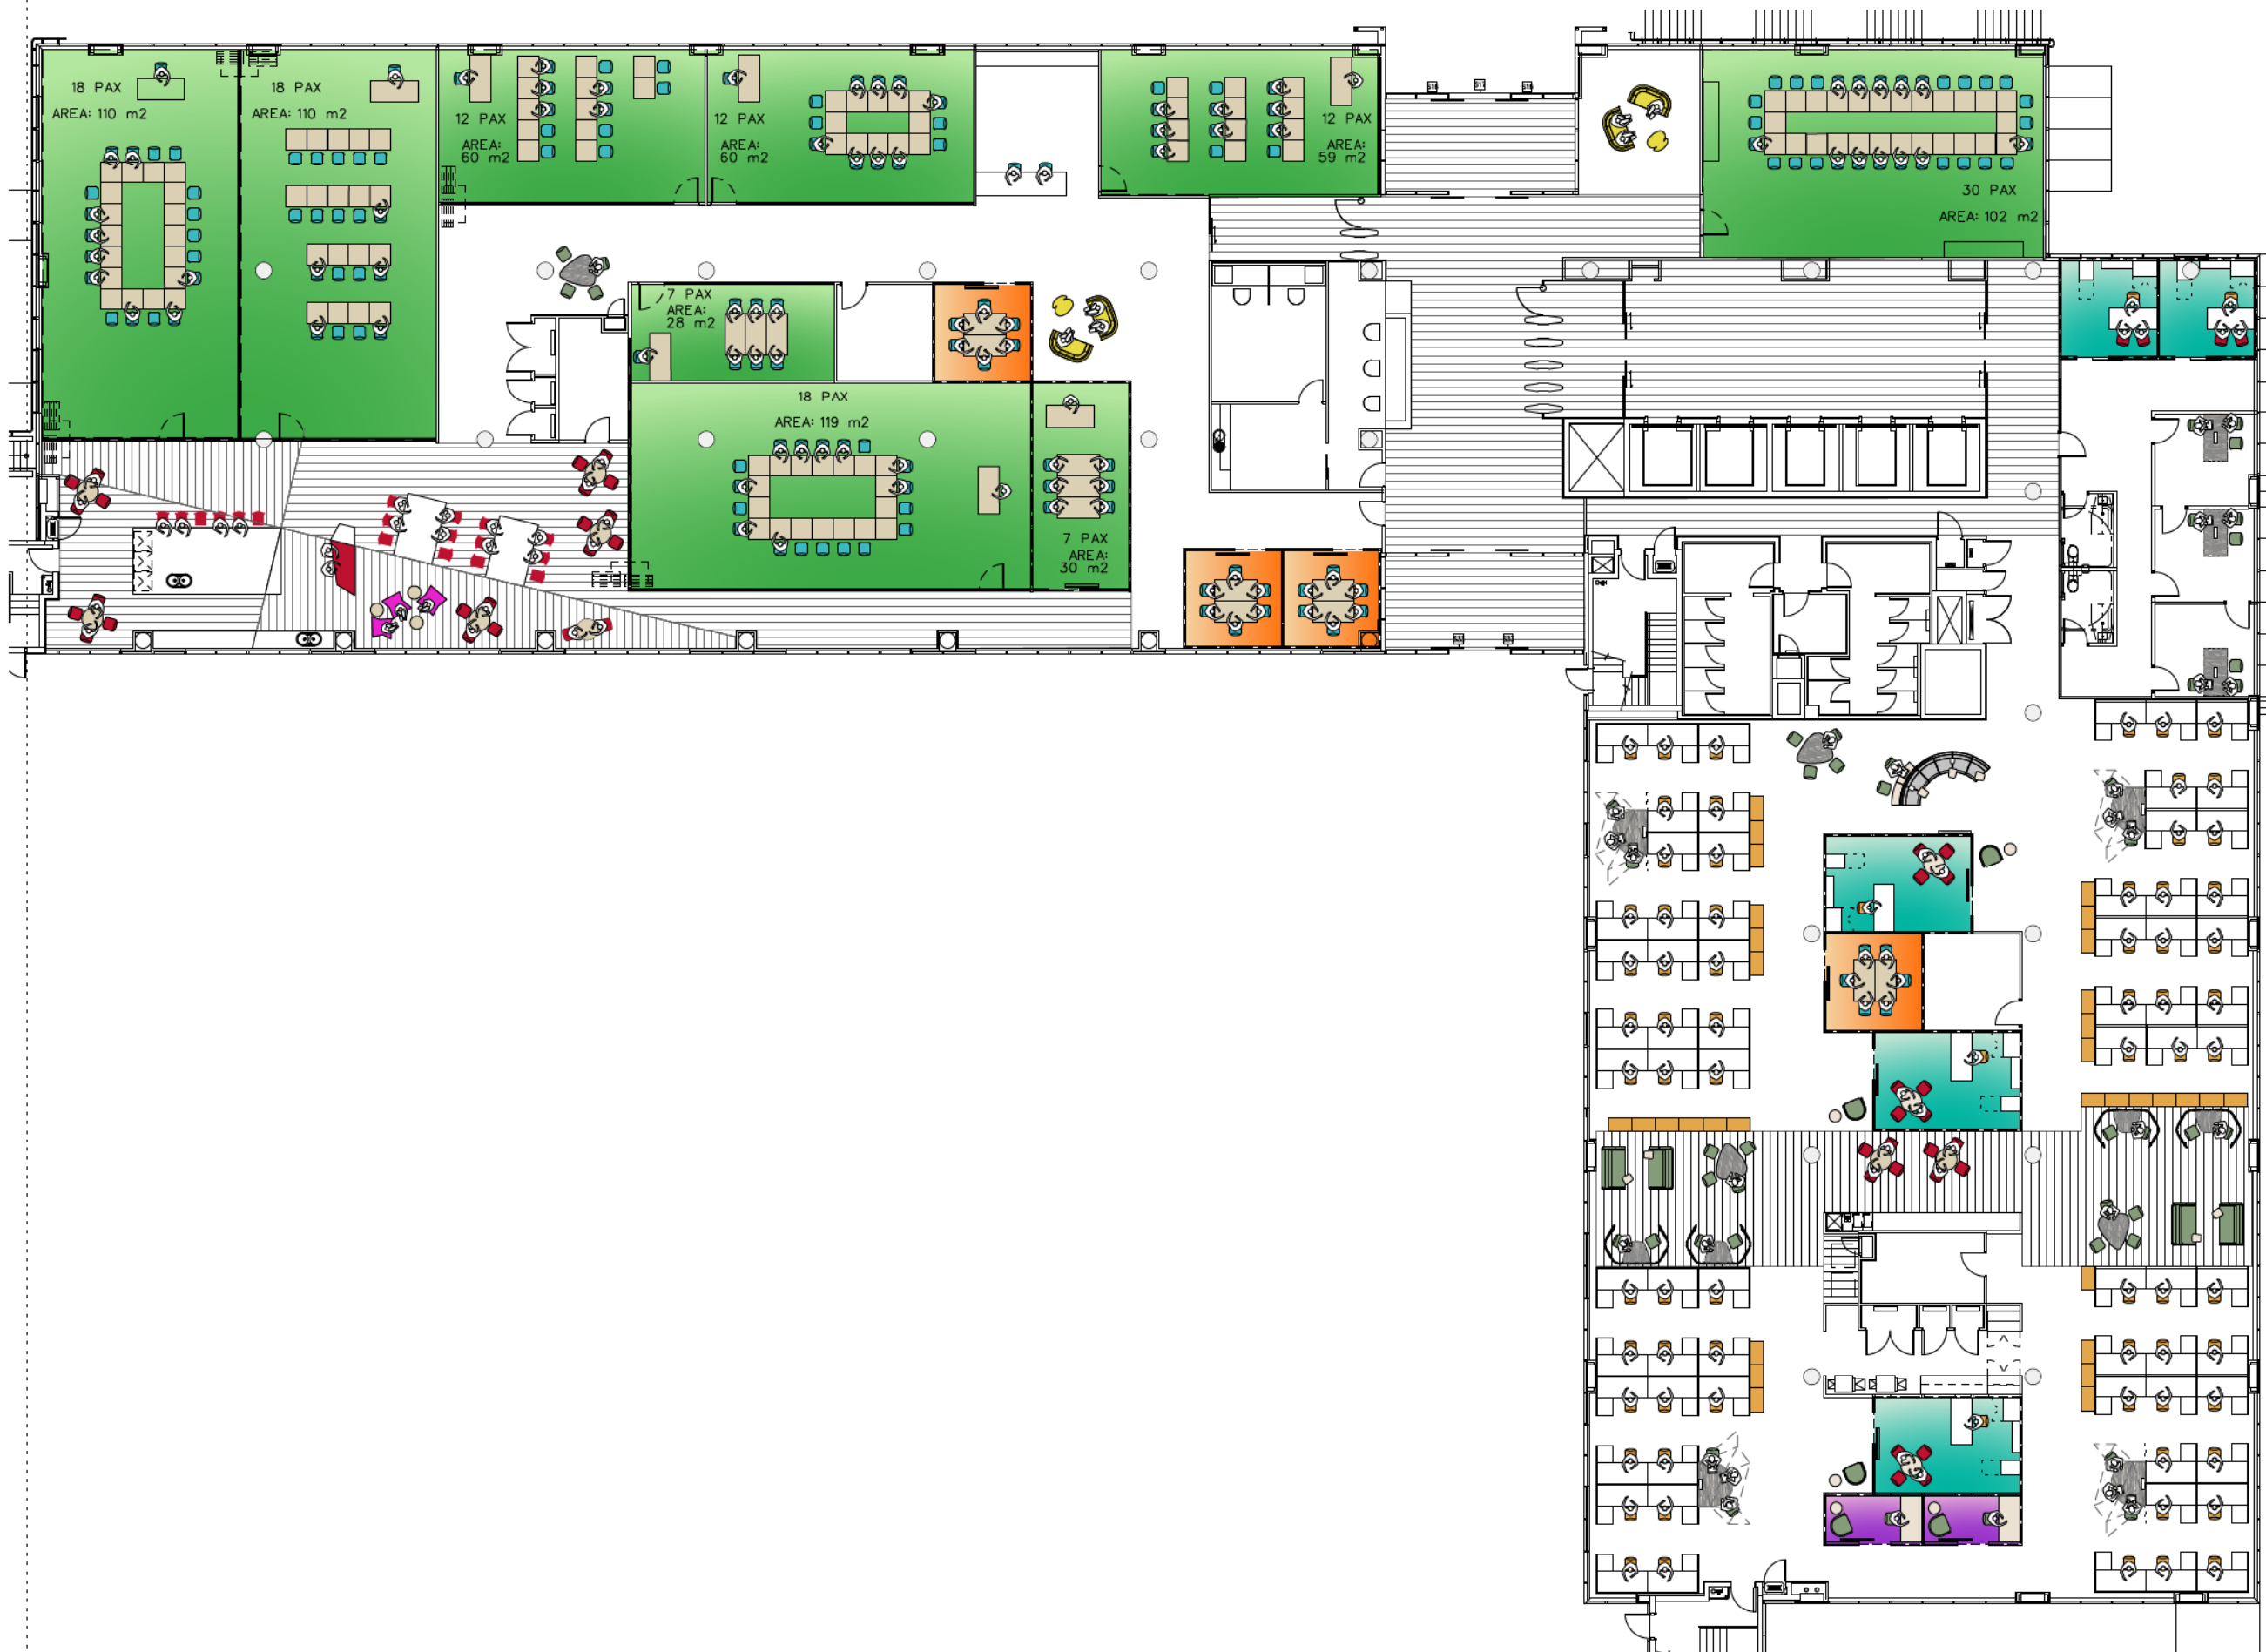 18 PAX
AREA: 110 m2
18 PAX
AREA: 110 m2
12 PAX
AREA:
60 m2
12 PAX
AREA:
60 m2
12 PAX
AREA:
59 m2
30 PAX
AREA: 102 m2
7 PAX
AREA:
28 m2
18 PAX
AREA: 119 m2
7 PAX
AREA:
30 m2